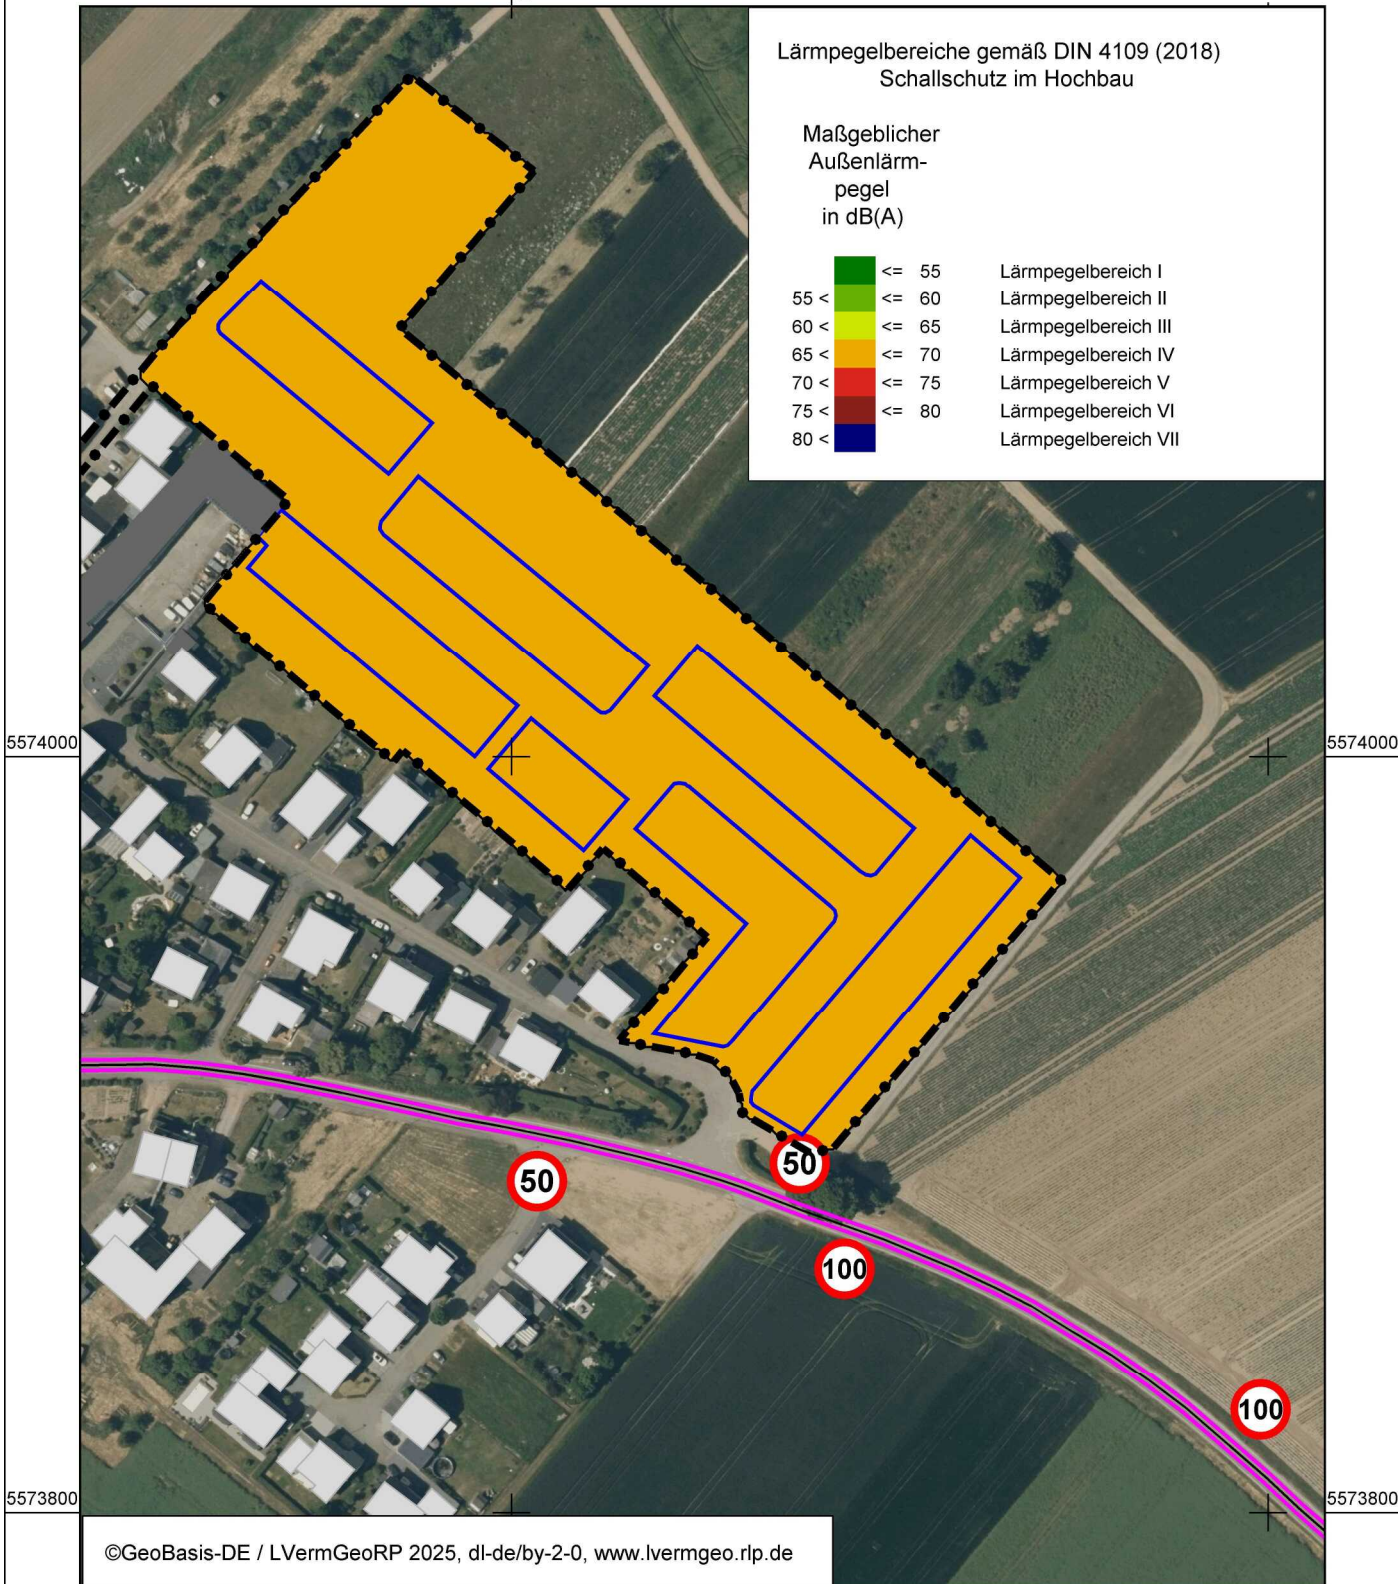 Lärmpegelbereiche gemäß DIN 4109 (2018)
Schallschutz im Hochbau
Maßgeblicher
Außenlärm-
pegel
in dB(A)
<= 55 Lärmpegelbereich I
55 < <= 60 Lärmpegelbereich II
60 < <= 65 Lärmpegelbereich III
65 < <= 70 Lärmpegelbereich IV
70 < <= 75 Lärmpegelbereich V
75 < <= 80 Lärmpegelbereich VI
80 < Lärmpegelbereich VII
5574000 5574000
50
50
100
100
5573800 5573800
©GeoBasis-DE / LVermGeoRP 2025, dl-de/by-2-0, www.lvermgeo.rlp.de